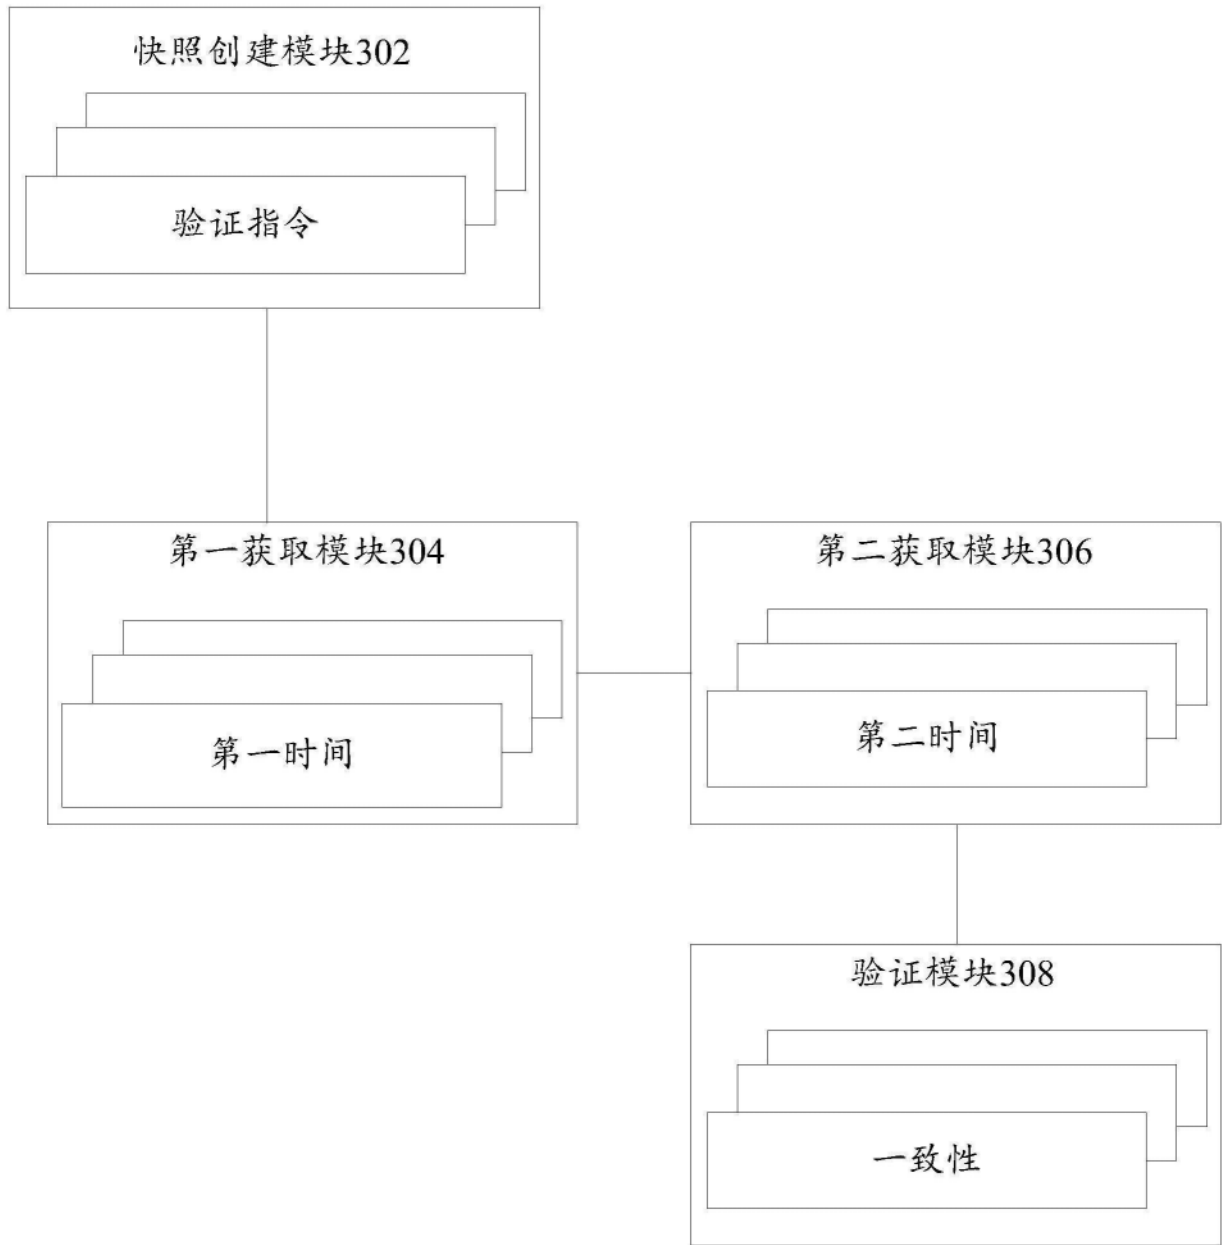 快照创建模块302
验证指令
第一获取模块304
第一时间
第二获取模块306
第二时间
验证模块308
一致性